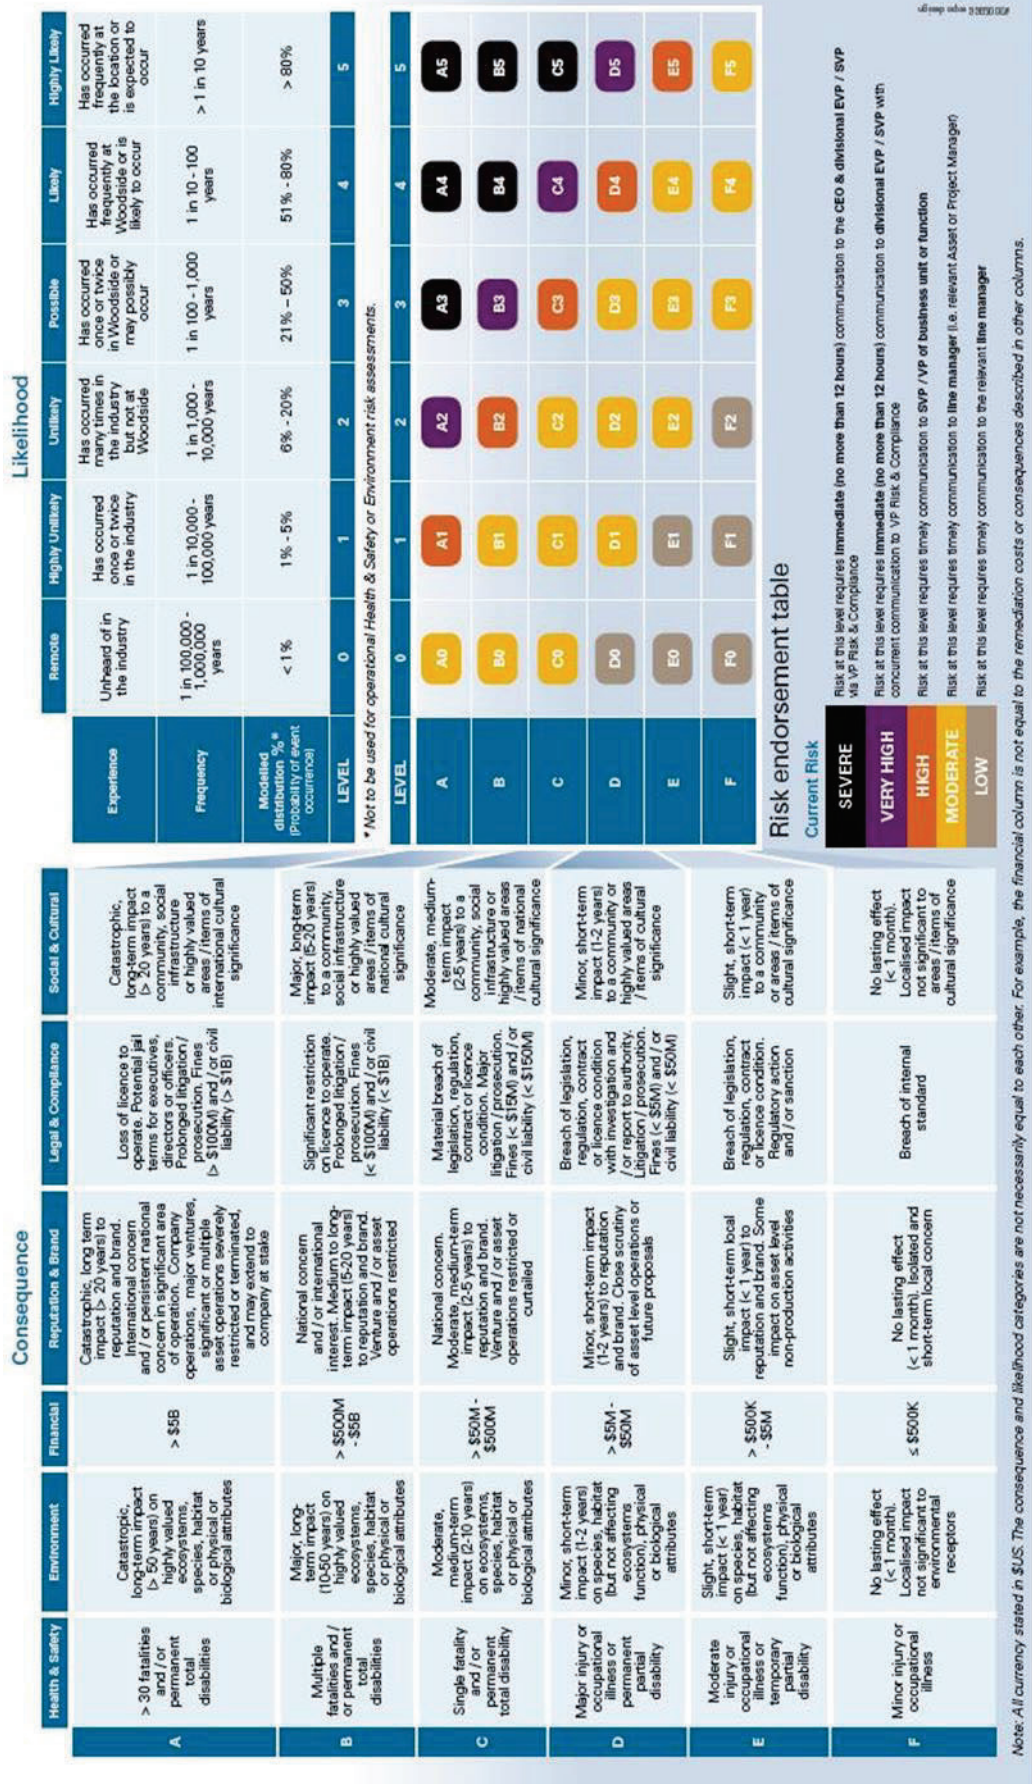 Consequence
Health & Safety
Environment
Financial
Reputation & Brand
Legal & Compliance
Social & Cultural
A
> 30 fatalities
and / or
permanent
total
disabilities
Catastropic,
long-term impact
(> 50 years) on
highly valued
ecosystems,
species, habitat
or physical or
biological attributes
> $5B
Catastrophic, long term
impact (> 20 years) to
reputation and brand.
International concern
and / or persistent national
concern in significant area
of operation. Company
operations, major ventures,
significant or multiple
asset operations severely
restricted or terminated,
and may extend to
company at stake
Loss of licence to
operate. Potential jail
terms for executives,
directors or officers.
Prolonged litigation /
prosecution. Fines
(> $100M) and / or civil
liability (> $1B)
Catastrophic,
long-term impact
(> 20 years) to a
community, social
infrastructure
or highly valued
areas / items of
international cultural
significance
B
Multiple
fatalities and /
or permanent
total
disabilities
Major, long-
term impact
(10-50 years) on
highly valued
ecosystems,
species, habitat
or physical or
biological attributes
> $500M
- $5B
National concern
and / or international
interest. Medium to long-
term impact (5-20 years)
to reputation and brand.
Venture and / or asset
operations restricted
Significant restriction
on licence to operate.
Prolonged litigation /
prosecution. Fines
(< $100M) and / or civil
liability (< $1B)
Major, long-term
impact (5-20 years)
to a community,
social infrastructure
or highly valued
areas / items of
national cultural
significance
C
Single fatality
and / or
permanent
total disability
Moderate,
medium-term
impact (2-10 years)
on ecosystems,
species, habitat
or physical or
biological attributes
> $50M -
$500M
National concern.
Moderate, medium-term
impact (2-5 years) to
reputation and brand.
Venture and / or asset
operations restricted or
curtailed
Material breach of
legislation, regulation,
contract or licence
condition. Major
litigation / prosecution.
Fines (< $15M) and / or
civil liability (< $150M)
Moderate, medium-
term impact
(2-5 years) to a
community, social
infrastructure or
highly valued areas
/ items of national
cultural significance
D
Major injury or
occupational
illness or
permanent
partial
disability
Minor, short-term
impact (1-2 years)
on species, habitat
(but not affecting
ecosystems
function), physical
or biological
attributes
> $5M -
$50M
Minor, short-term impact
(1-2 years) to reputation
and brand. Close scrutiny
of asset level operations or
future proposals
Breach of legislation,
regulation, contract
or licence condition
with investigation and
/ or report to authority.
Litigation / prosecution.
Fines (< $5M) and / or
civil liability (< $50M)
Minor, short-term
impact (1-2 years)
to a community or
highly valued areas
/ items of cultural
significance
E
Moderate
injury or
occupational
illness or
temporary
partial
disability
Slight, short-term
impact (< 1 year)
on species, habitat
(but not affecting
ecosystems
function), physical
or biological
attributes
> $500K
- $5M
Slight, short-term local
impact (< 1 year) to
reputation and brand. Some
impact on asset level
non-production activities
Breach of legislation,
regulation, contract
or licence condition.
Regulatory action
and / or sanction
Slight, short-term
impact (< 1 year)
to a community
or areas / items of
cultural significance
F
Minor injury or
occupational
illness
No lasting effect
(< 1 month).
Localised impact
not significant to
environmental
receptors
≤ $500K
No lasting effect
(< 1 month). Isolated and
short-term local concern
Breach of internal
standard
No lasting effect
(< 1 month).
Localised impact
not significant to
areas / items of
cultural significance
Likelihood
Remote
Highly Unlikely
Unlikely
Possible
Likely
Highly Likely
Experience
Unheard of in
the industry
Has occurred
once or twice
in the industry
Has occurred
many times in
the industry
but not at
Woodside
Has occurred
once or twice
in Woodside or
may possibly
occur
Has occurred
frequently at
Woodside or is
likely to occur
Has occurred
frequently at
the location or
is expected to
occur
Frequency
1 in 100,000 -
1,000,000
years
1 in 10,000 -
100,000 years
1 in 1,000 -
10,000 years
1 in 100 - 1,000
years
1 in 10 - 100
years
> 1 in 10 years
Modelled
distribution %*
(Probability of event
occurrence)
< 1%
1% - 5%
6% - 20%
21% – 50%
51% - 80%
> 80%
LEVEL 0 1 2 3 4 5
* Not to be used for operational Health & Safety or Environment risk assessments.
LEVEL 0 1 2 3 4 5
A A0 A1 A2 A3 A4 A5
B B0 B1 B2 B3 B4 B5
C C0 C1 C2 C3 C4 C5
D D0 D1 D2 D3 D4 D5
E E0 E1 E2 E3 E4 E5
F F0 F1 F2 F3 F4 F5
Risk endorsement table
Current Risk
SEVERE
Risk at this level requires Immediate (no more than 12 hours) communication to the CEO & divisional EVP / SVP
via VP Risk & Compliance
VERY HIGH
Risk at this level requires Immediate (no more than 12 hours) communication to divisional EVP / SVP with
concurrent communication to VP Risk & Compliance
HIGH
Risk at this level requires timely communication to SVP / VP of business unit or function
MODERATE
Risk at this level requires timely communication to line manager (i.e. relevant Asset or Project Manager)
LOW
Risk at this level requires timely communication to the relevant line manager
Note: All currency stated in $US. The consequence and likelihood categories are not necessarily equal to each other. For example, the financial column is not equal to the remediation costs or consequences described in other columns.
expo design